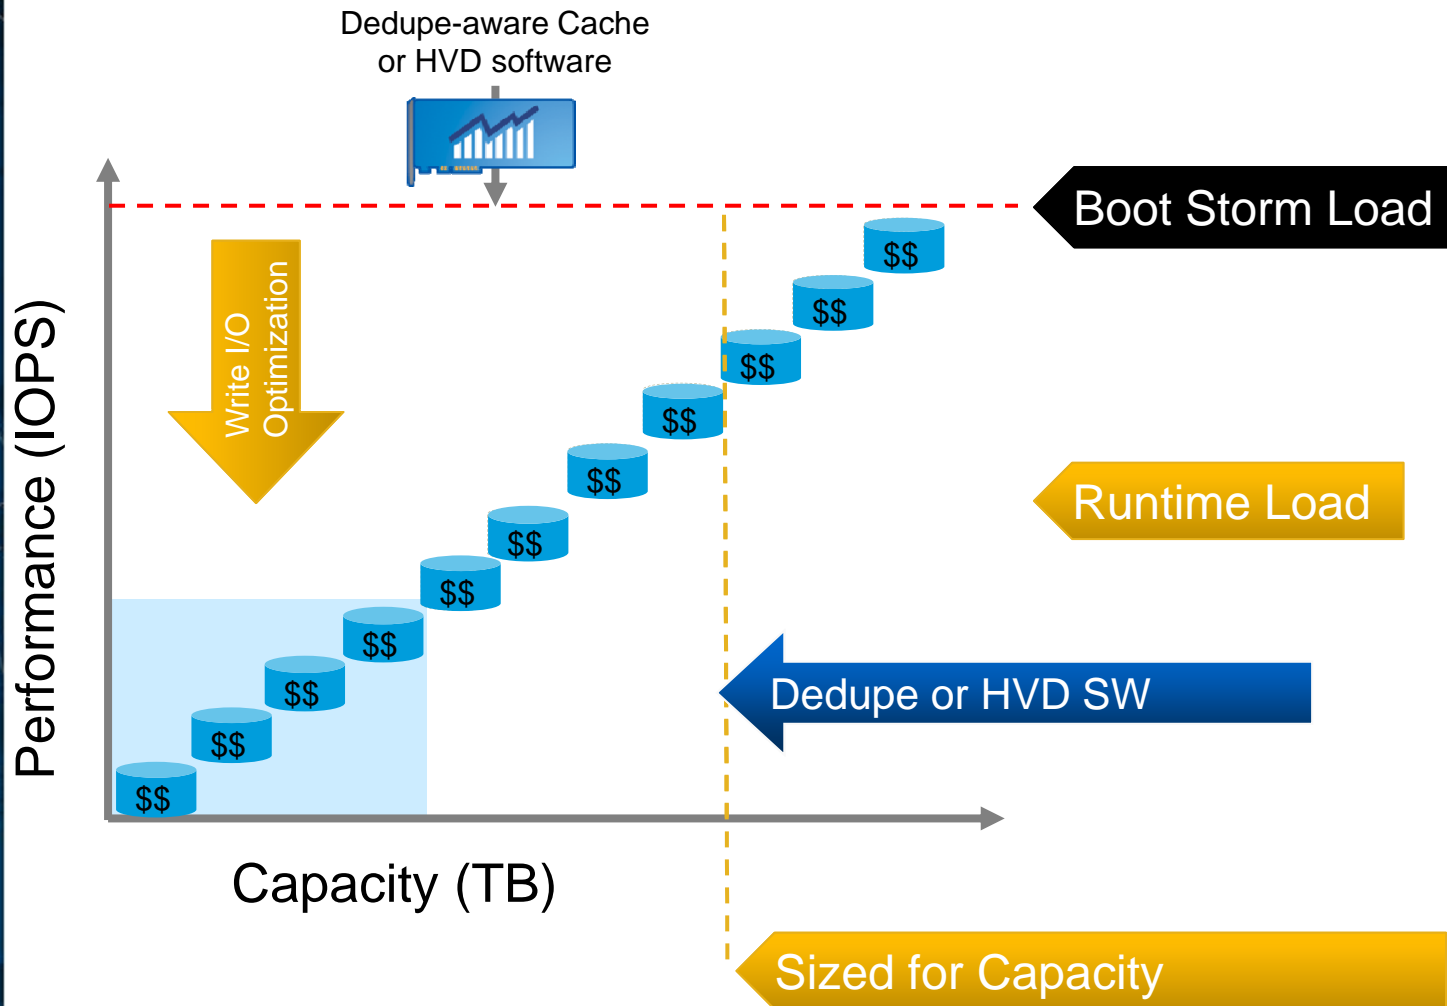 Dedupe-aware Cache
or HVD software
Boot Storm Load
$$
$$
$$
$$
$$
$$
$$
$$
$$
$$
$$
Write I/O
Optimization
Performance (IOPS)
Runtime Load
Dedupe or HVD SW
Capacity (TB)
Sized for Capacity